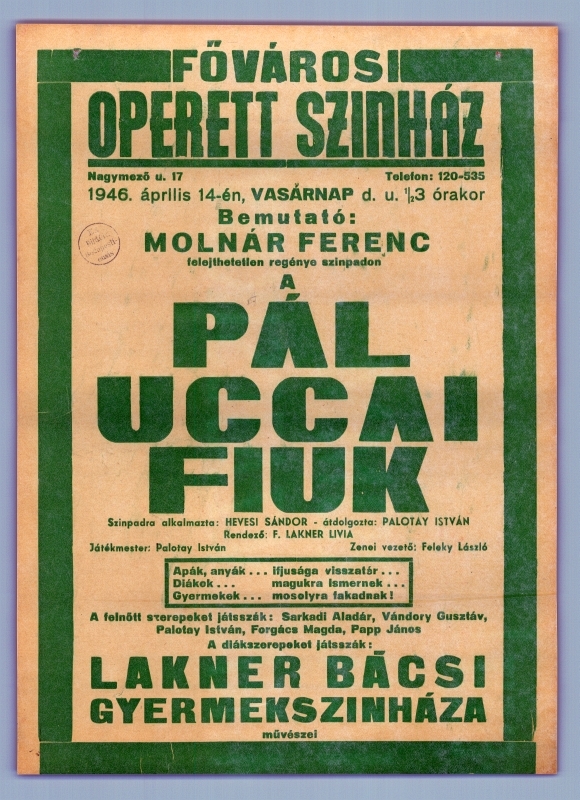 FŐVÁROSI
OPERETT SZINHÁZ
Nagymező u. 17 Telefon: 120-535
1946. április 14-én, VASÁRNAP d. u. ½3 órakor
Bemutató:
MOLNÁR FERENC
felejthetetlen regénye szinpadon
A
PÁL
UCCAI
FIUK
Szinpadra alkalmazta: HEVESI SÁNDOR - átdolgozta: PALOTAY ISTVÁN
Rendező: F. LAKNER LIVIA
Játékmester: Palotay István Zenei vezető: Feleky László
Apák, anyák ... ifjusága visszatér ...
Diákok ... magukra ismernek ...
Gyermekek ... mosolyra fakadnak!
A felnőtt szerepeket játsszák: Sarkadi Aladár, Vándory Gusztáv,
Palotay István, Forgács Magda, Papp János
A diákszerepeket játsszák:
LAKNER BÁCSI
GYERMEKSZINHÁZA
művészei